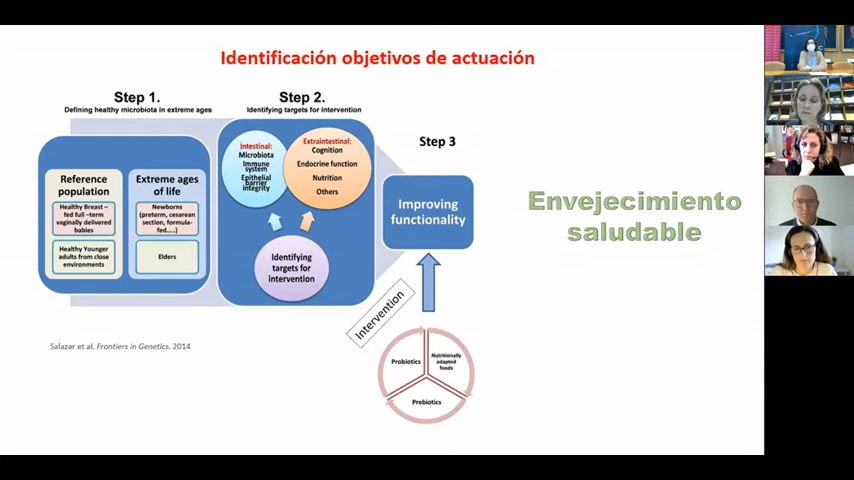 Identificación objetivos de actuación
Step 1.
Defining healthy microbiota in extreme ages
Reference
population
Healthy Breast –
fed full –term
vaginally delivered
babies
Healthy Younger
adults from close
environments
Extreme ages
of life
Newborns
(preterm, cesarean
section, formula-
fed.....)
Elders
Step 2.
Identifying targets for intervention
Intestinal:
Microbiota
Immune
system
Epithelial
barrier
integrity
Extraintestinal:
Cognition
Endocrine function
Nutrition
Others
Identifying
targets for
intervention
Step 3
Improving
functionality
Intervention
Probiotics
Nutritionally
adapted
foods
Prebiotics
Envejecimiento
saludable
Salazar et al. Frontiers in Genetics. 2014